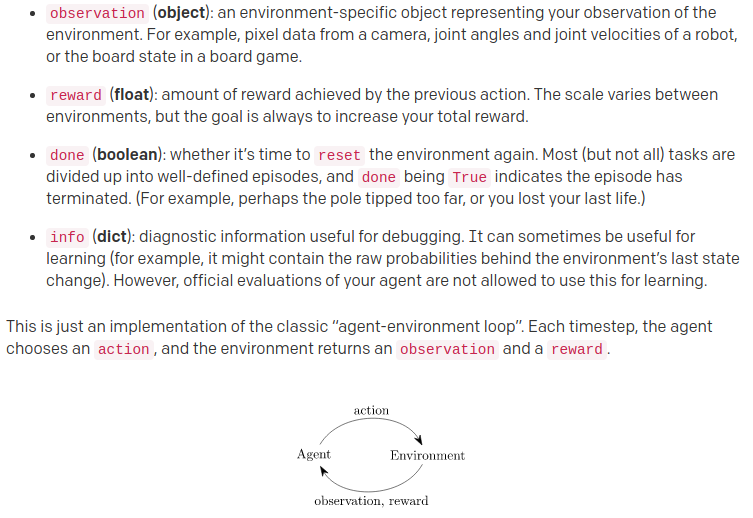 • observation (object): an environment-specific object representing your observation of the
environment. For example, pixel data from a camera, joint angles and joint velocities of a robot,
or the board state in a board game.
• reward (float): amount of reward achieved by the previous action. The scale varies between
environments, but the goal is always to increase your total reward.
• done (boolean): whether it’s time to reset the environment again. Most (but not all) tasks are
divided up into well-defined episodes, and done being True indicates the episode has
terminated. (For example, perhaps the pole tipped too far, or you lost your last life.)
• info (dict): diagnostic information useful for debugging. It can sometimes be useful for
learning (for example, it might contain the raw probabilities behind the environment’s last state
change). However, official evaluations of your agent are not allowed to use this for learning.
This is just an implementation of the classic “agent-environment loop”. Each timestep, the agent
chooses an action, and the environment returns an observation and a reward.
action
Agent
Environment
observation, reward